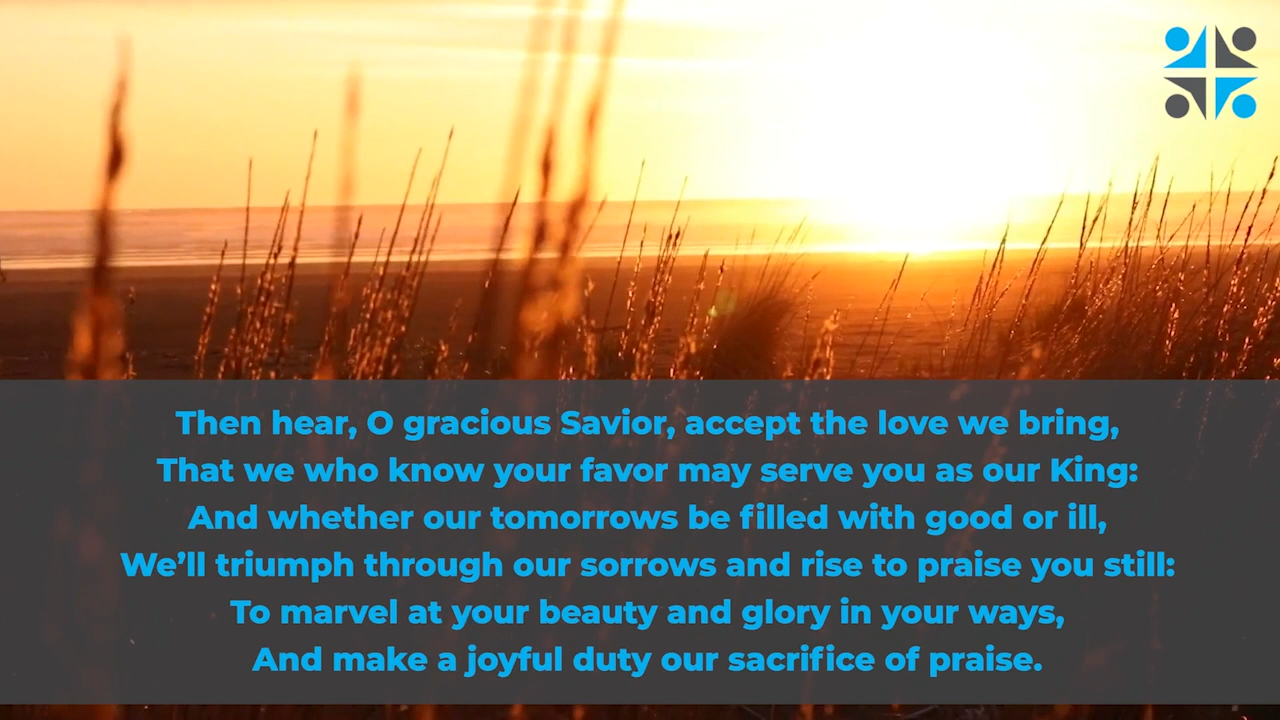 Then hear, O gracious Savior, accept the love we bring,
That we who know your favor may serve you as our King:
And whether our tomorrows be filled with good or ill,
We’ll triumph through our sorrows and rise to praise you still:
To marvel at your beauty and glory in your ways,
And make a joyful duty our sacrifice of praise.